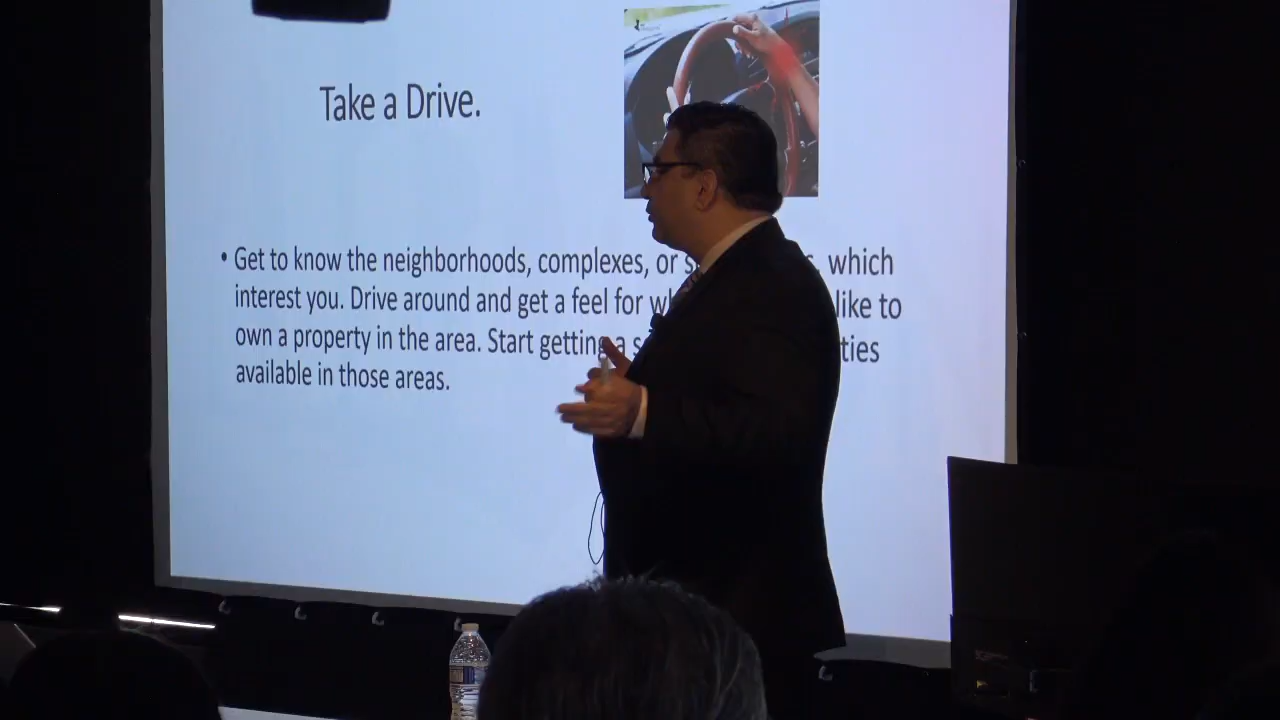 Take a Drive.
• Get to know the neighborhoods, complexes, or which
interest you. Drive around and get a feel for like to
own a property in the area. Start getting a
available in those areas.